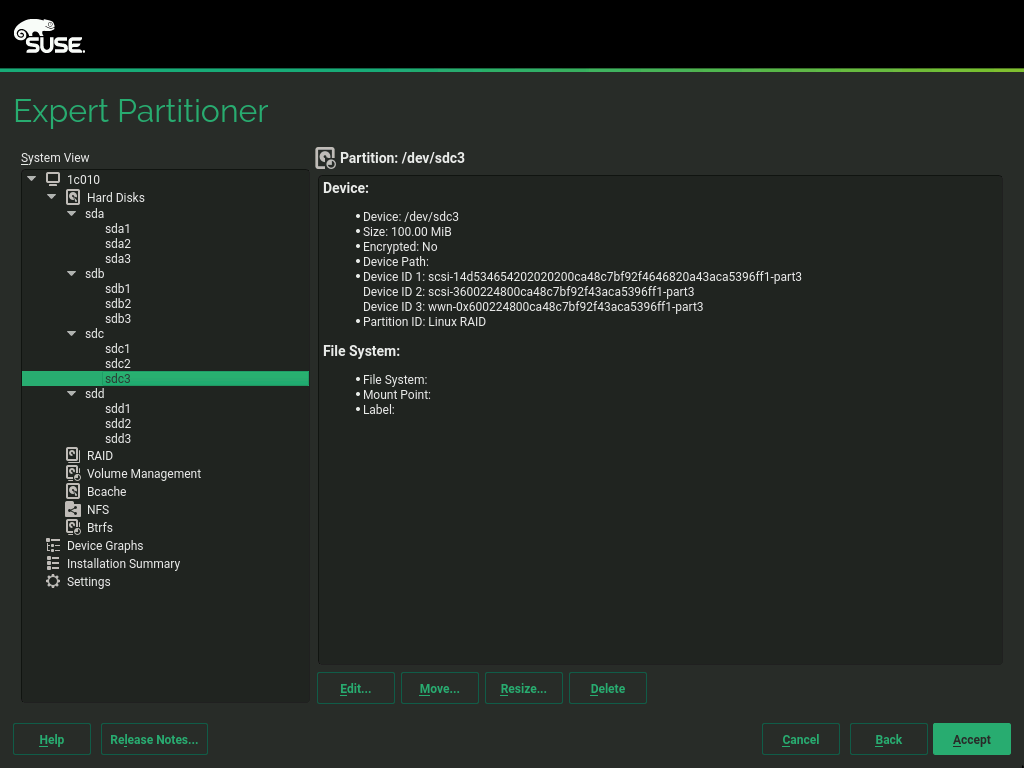 SUSE.
Expert Partitioner
System View
1c010
Hard Disks
sda
sda1
sda2
sda3
sdb
sdb1
sdb2
sdb3
sdc
sdc1
sdc2
sdc3
sdd
sdd1
sdd2
sdd3
RAID
Volume Management
Bcache
NFS
Btrfs
Device Graphs
Installation Summary
Settings
Partition: /dev/sdc3
Device:
• Device: /dev/sdc3
• Size: 100.00 MiB
• Encrypted: No
• Device Path:
• Device ID 1: scsi-14d534654202020200ca48c7bf92f4646820a43aca5396ff1-part3
Device ID 2: scsi-3600224800ca48c7bf92f43aca5396ff1-part3
Device ID 3: wwn-0x600224800ca48c7bf92f43aca5396ff1-part3
• Partition ID: Linux RAID
File System:
• File System:
• Mount Point:
• Label:
Edit...
Move...
Resize...
Delete
Help
Release Notes...
Cancel
Back
Accept